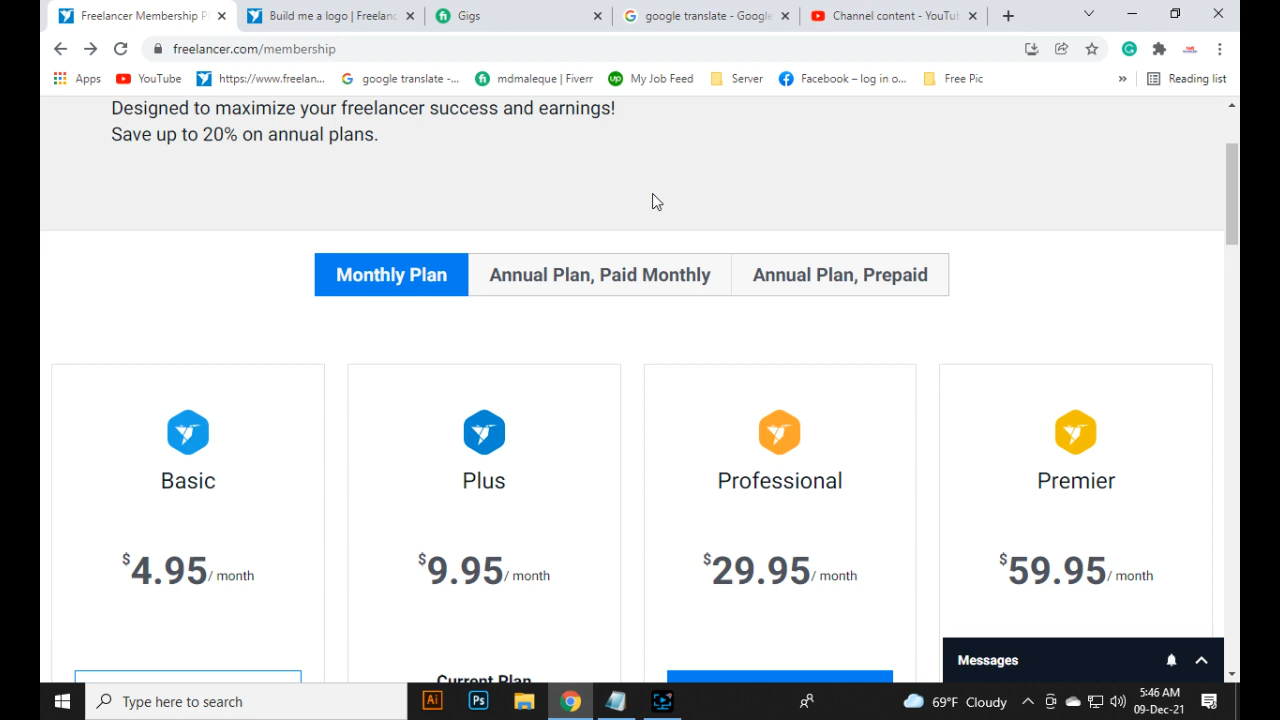 Freelancer Membership P
Build me a logo | Freelanc
Gigs
google translate - Google
Channel content - YouTu
freelancer.com/membership
Apps
YouTube
https://www.freelan...
google translate -...
mdmaleque | Fiverr
My Job Feed
Server
Facebook – log in o...
Free Pic
»
Reading list
Designed to maximize your freelancer success and earnings!
Save up to 20% on annual plans.
Monthly Plan
Annual Plan, Paid Monthly
Annual Plan, Prepaid
Basic
Plus
Professional
Premier
$4.95/ month
$9.95/ month
$29.95/ month
$59.95/ month
Current Plan
Messages
Type here to search
Ai
Ps
69°F Cloudy
5:46 AM
09-Dec-21